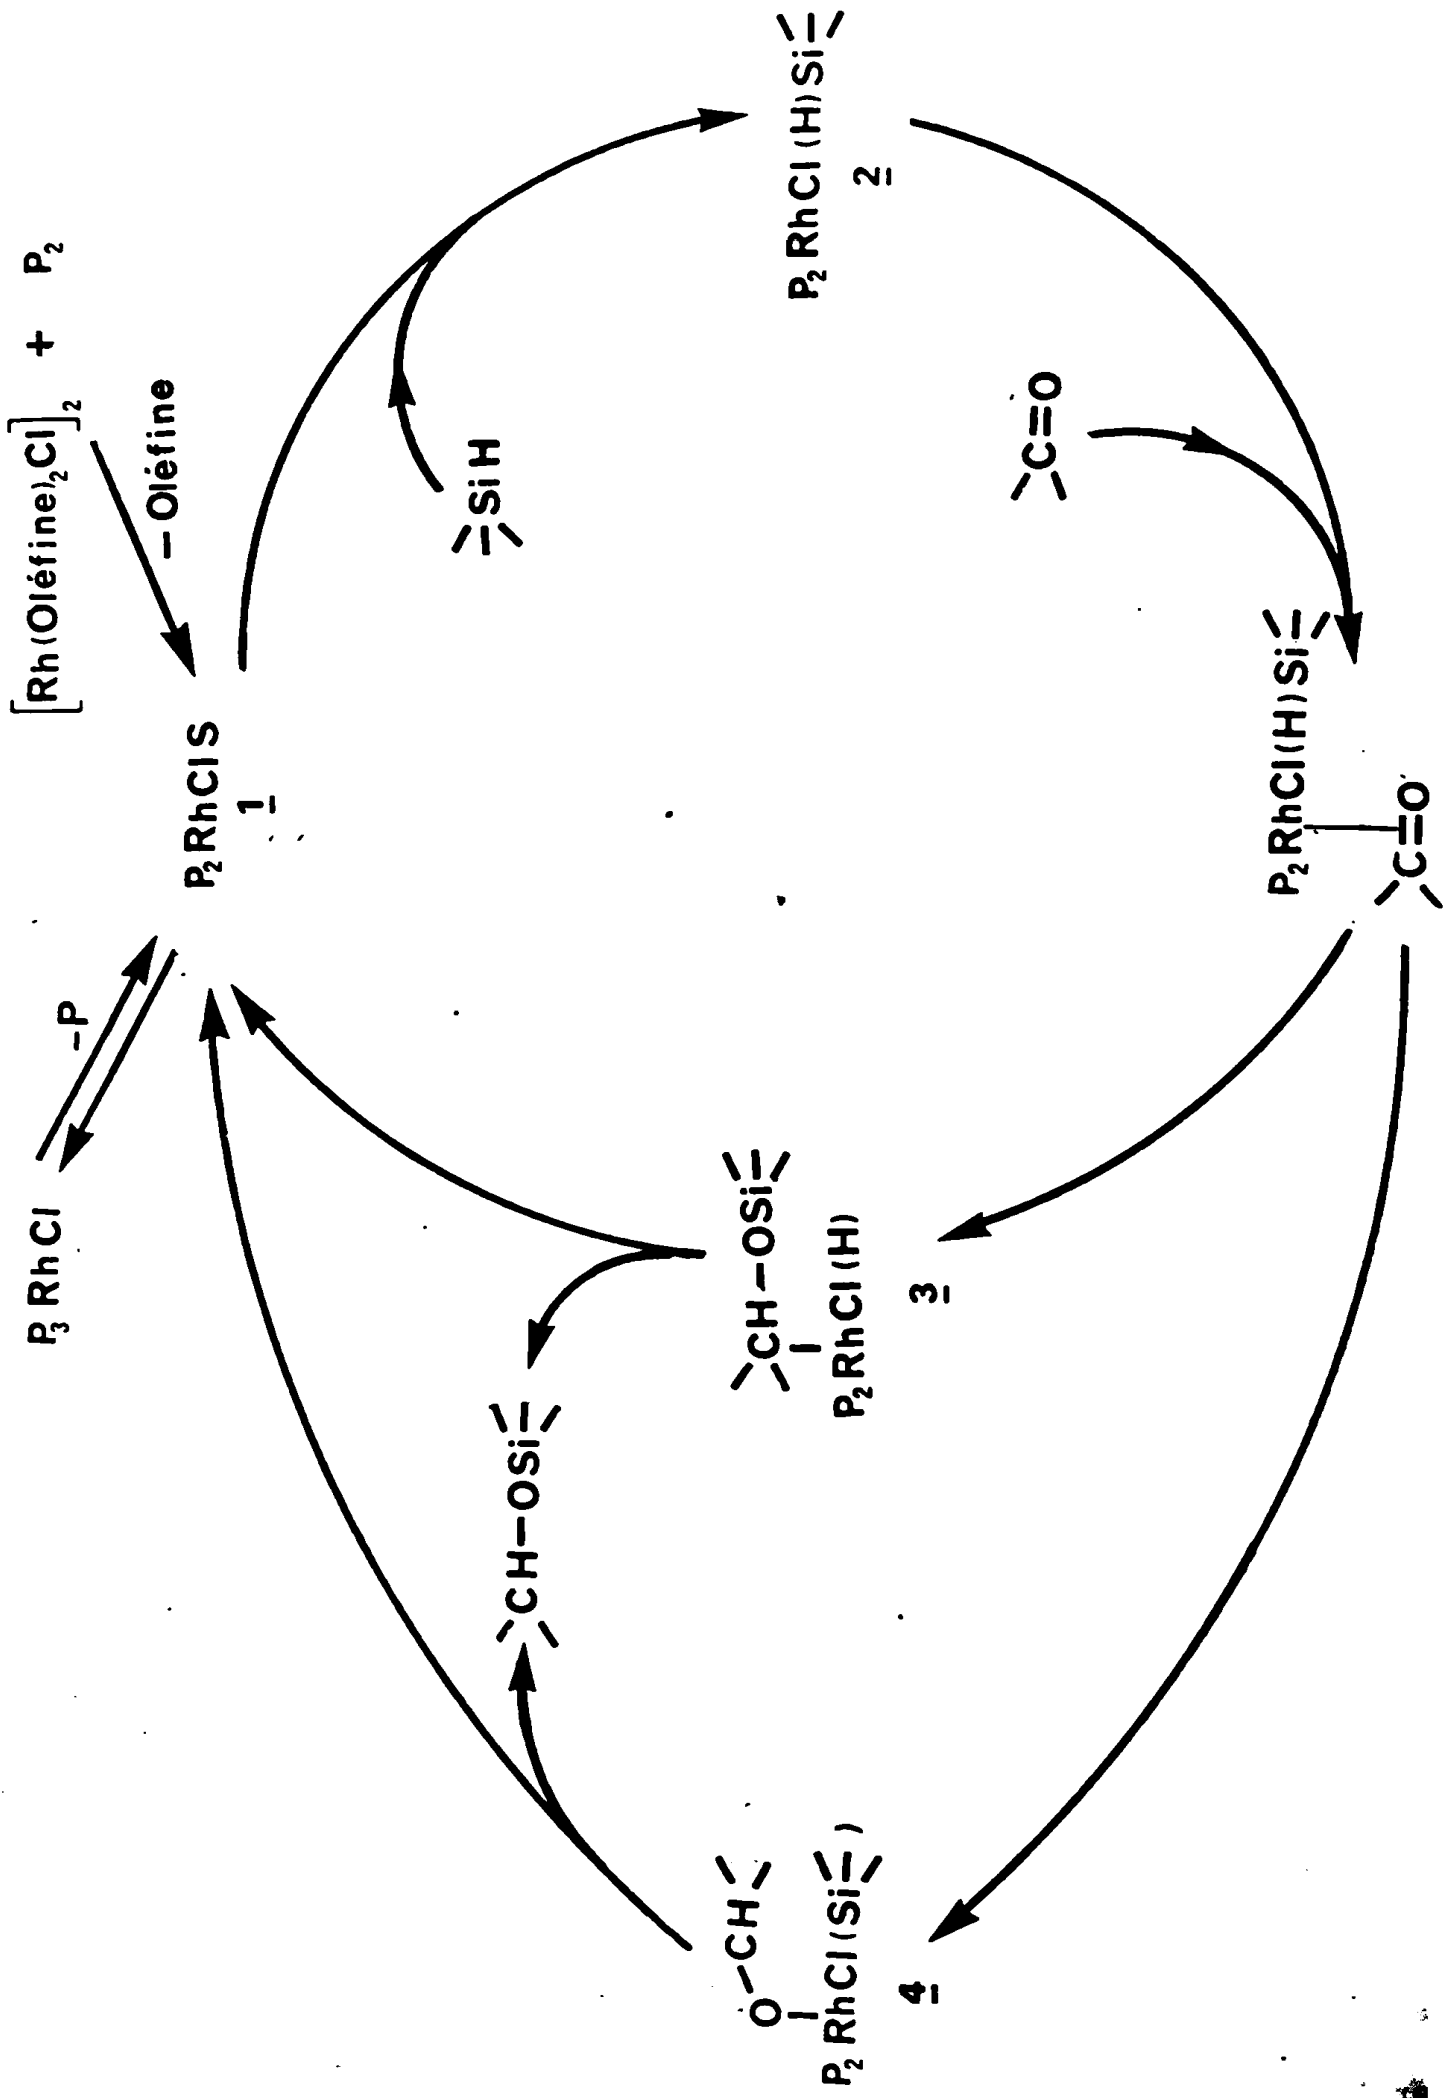 [Rh(Oléfine)₂Cl]₂ + P₂
P₃RhCl
-P
- Oléfine
P₂RhClS
1
SiH
P₂RhCl(H)Si
2
C=O
P₂RhCl(H)Si
C=O
CH-OSi
P₂RhCl(H)
3
CH-OSi
O-CH
P₂RhCl(Si)
4